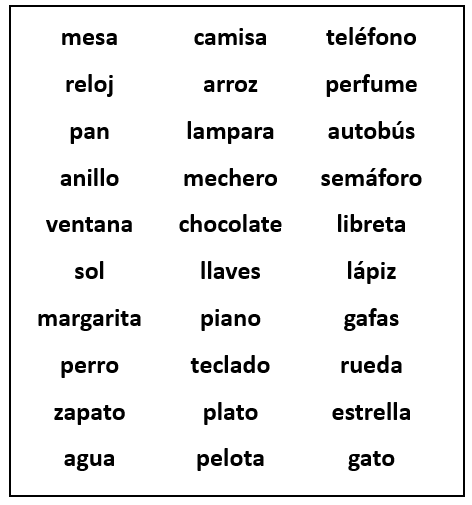 mesa camisa teléfono
reloj arroz perfume
pan lampara autobús
anillo mechero semáforo
ventana chocolate libreta
sol llaves lápiz
margarita piano gafas
perro teclado rueda
zapato plato estrella
agua pelota gato